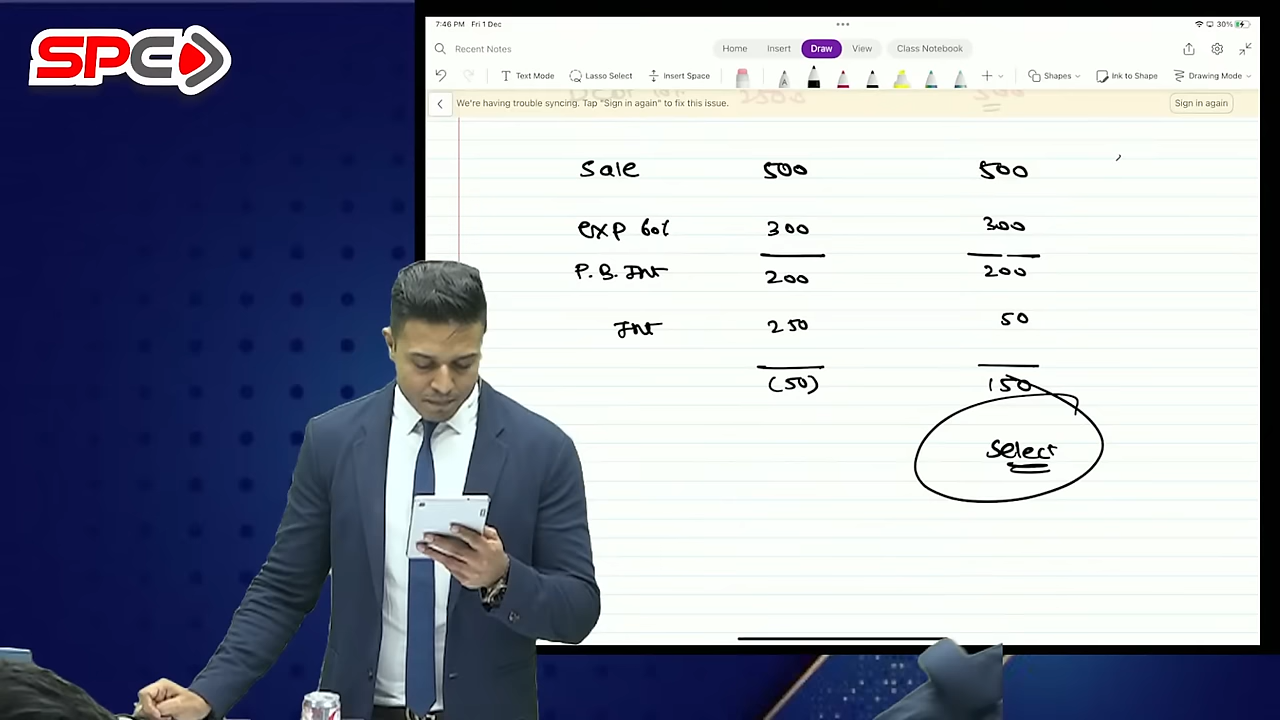 SPC
7:46 PM Fri 1 Dec
30%
Recent Notes
Home Insert Draw View Class Notebook
Text Mode Lasso Select Insert Space Shapes Ink to Shape Drawing Mode
We're having trouble syncing. Tap "Sign in again" to fix this issue.
Sign in again
Sale 500 500
exp 300 300
P.B. Int 200 200
Int 250 50
(50) 150
Select